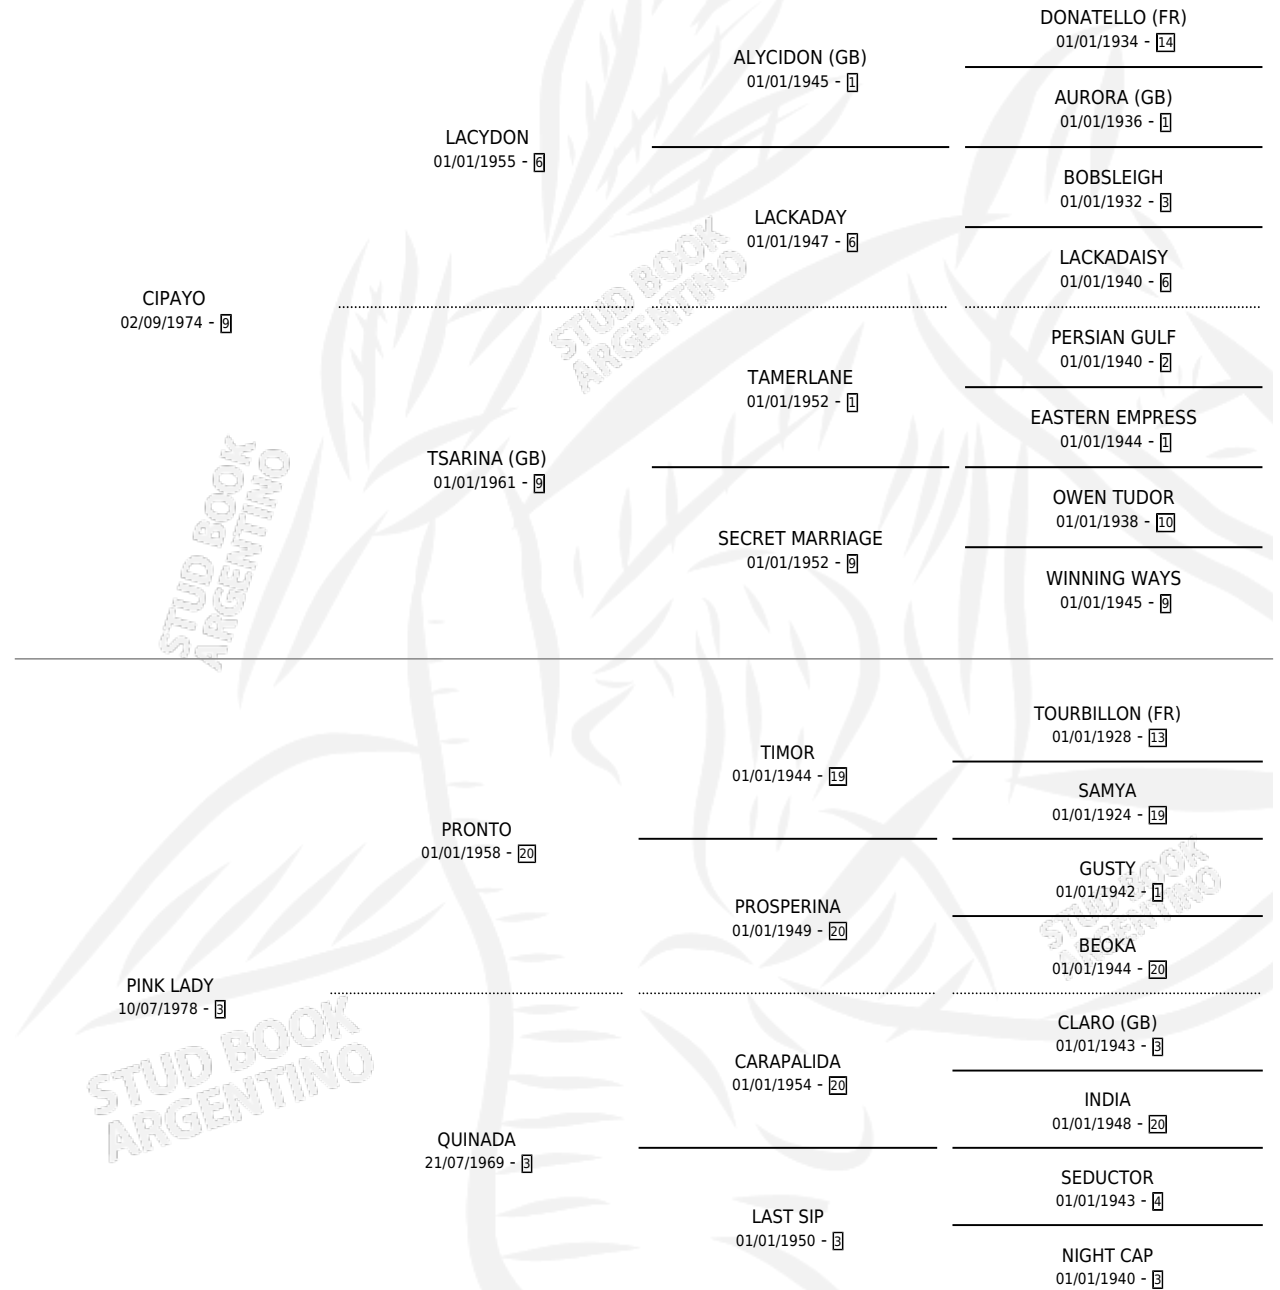 DONATELLO (FR)
01/01/1934 - 14
ALYCIDON (GB)
01/01/1945 - 1
AURORA (GB)
01/01/1936 - 1
LACYDON
01/01/1955 - 6
BOBSLEIGH
01/01/1932 - 3
LACKADAY
01/01/1947 - 6
LACKADAISY
01/01/1940 - 6
CIPAYO
02/09/1974 - 9
PERSIAN GULF
01/01/1940 - 2
TAMERLANE
01/01/1952 - 1
EASTERN EMPRESS
01/01/1944 - 1
TSARINA (GB)
01/01/1961 - 9
OWEN TUDOR
01/01/1938 - 10
SECRET MARRIAGE
01/01/1952 - 9
WINNING WAYS
01/01/1945 - 9
STUD BOOK
ARGENTINO
STUD BOOK
ARGENTINO
TOURBILLON (FR)
01/01/1928 - 13
TIMOR
01/01/1944 - 19
SAMYA
01/01/1924 - 19
PRONTO
01/01/1958 - 20
GUSTY
01/01/1942 - 1
PROSPERINA
01/01/1949 - 20
BEOKA
01/01/1944 - 20
PINK LADY
10/07/1978 - 3
CLARO (GB)
01/01/1943 - 3
CARAPALIDA
01/01/1954 - 20
INDIA
01/01/1948 - 20
QUINADA
21/07/1969 - 3
SEDUCTOR
01/01/1943 - 4
LAST SIP
01/01/1950 - 3
NIGHT CAP
01/01/1940 - 3
STUD BOOK
ARGENTINO
STUD BOOK
ARGENTINO